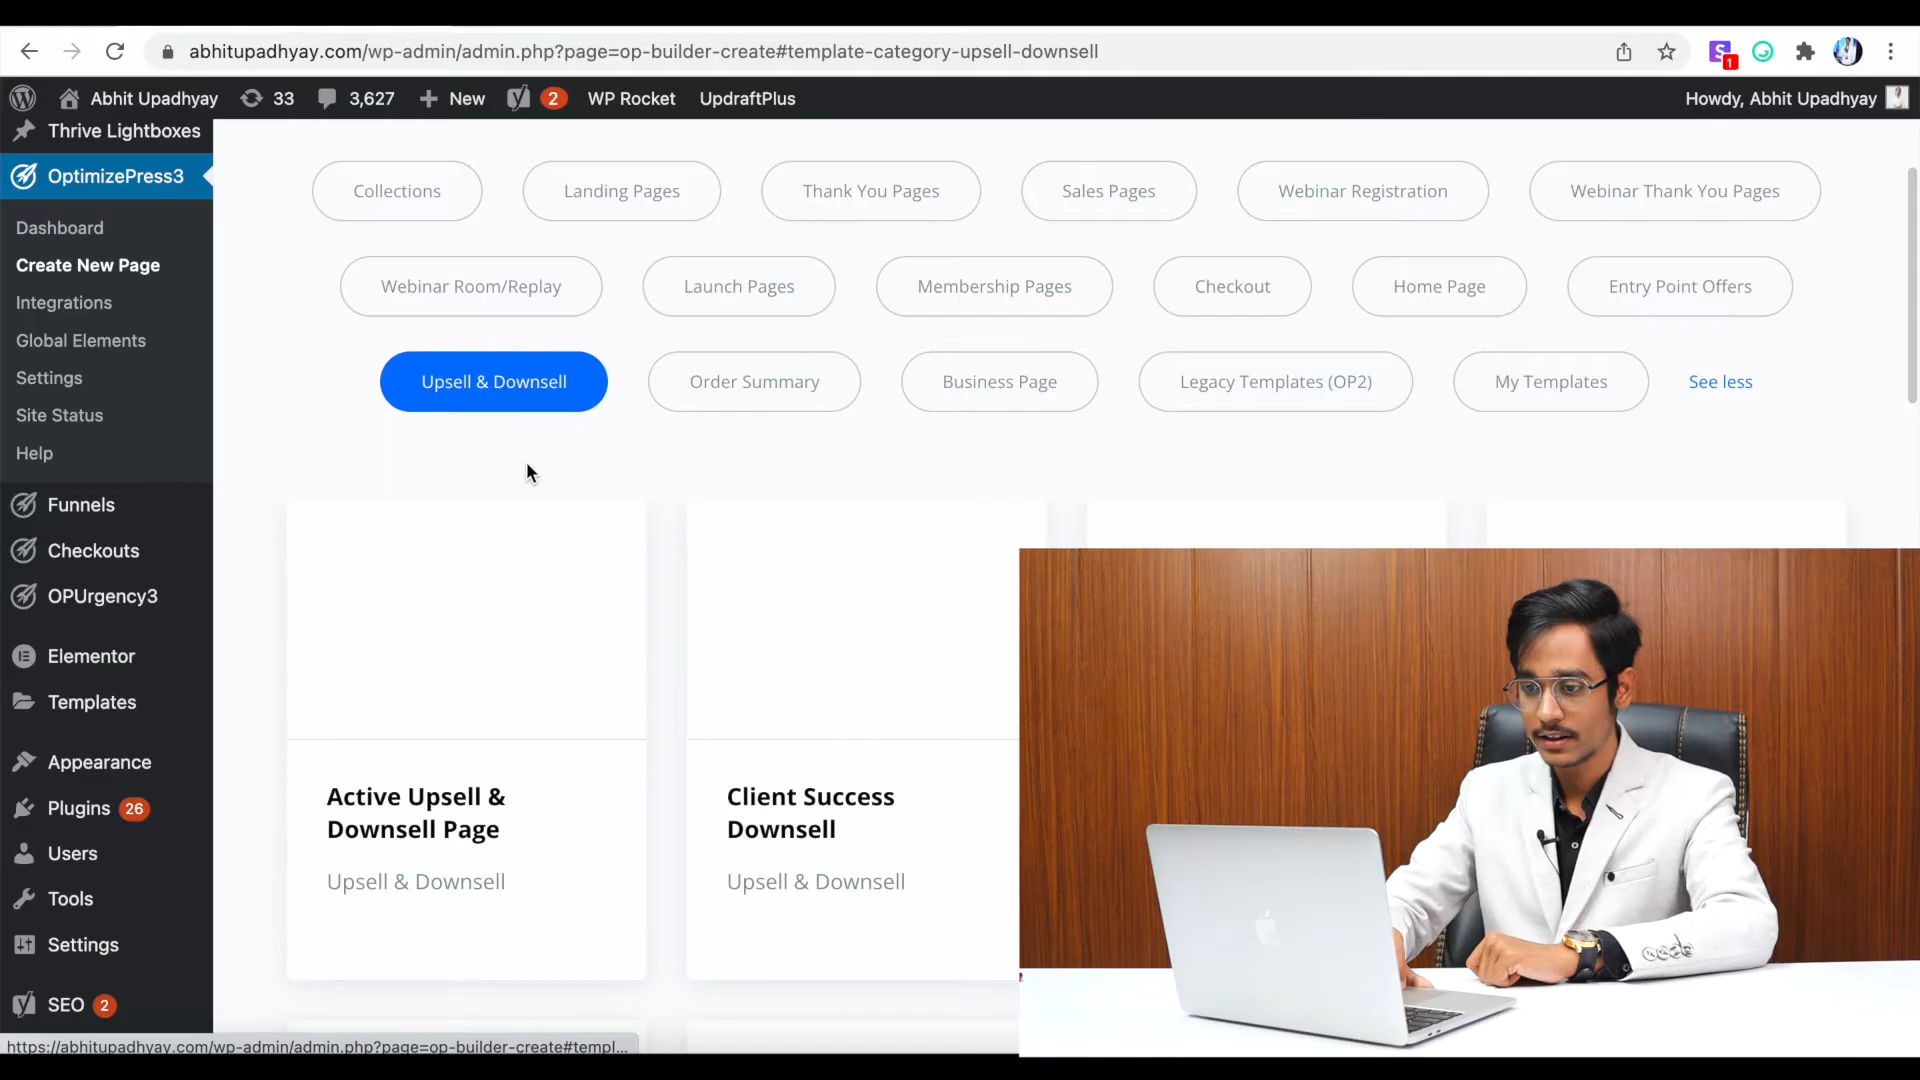 abhitupadhyay.com/wp-admin/admin.php?page=op-builder-create#template-category-upsell-downsell
S
1
Abhit Upadhyay
33
3,627
New
2
WP Rocket
UpdraftPlus
Howdy, Abhit Upadhyay
Thrive Lightboxes
OptimizePress3
Dashboard
Create New Page
Integrations
Global Elements
Settings
Site Status
Help
Funnels
Checkouts
OPUrgency3
Elementor
Templates
Appearance
Plugins 26
Users
Tools
Settings
SEO 2
Collections
Landing Pages
Thank You Pages
Sales Pages
Webinar Registration
Webinar Thank You Pages
Webinar Room/Replay
Launch Pages
Membership Pages
Checkout
Home Page
Entry Point Offers
Upsell & Downsell
Order Summary
Business Page
Legacy Templates (OP2)
My Templates
See less
Active Upsell &
Downsell Page
Upsell & Downsell
Client Success
Downsell
Upsell & Downsell
https://abhitupadhyay.com/wp-admin/admin.php?page=op-builder-create#templ...